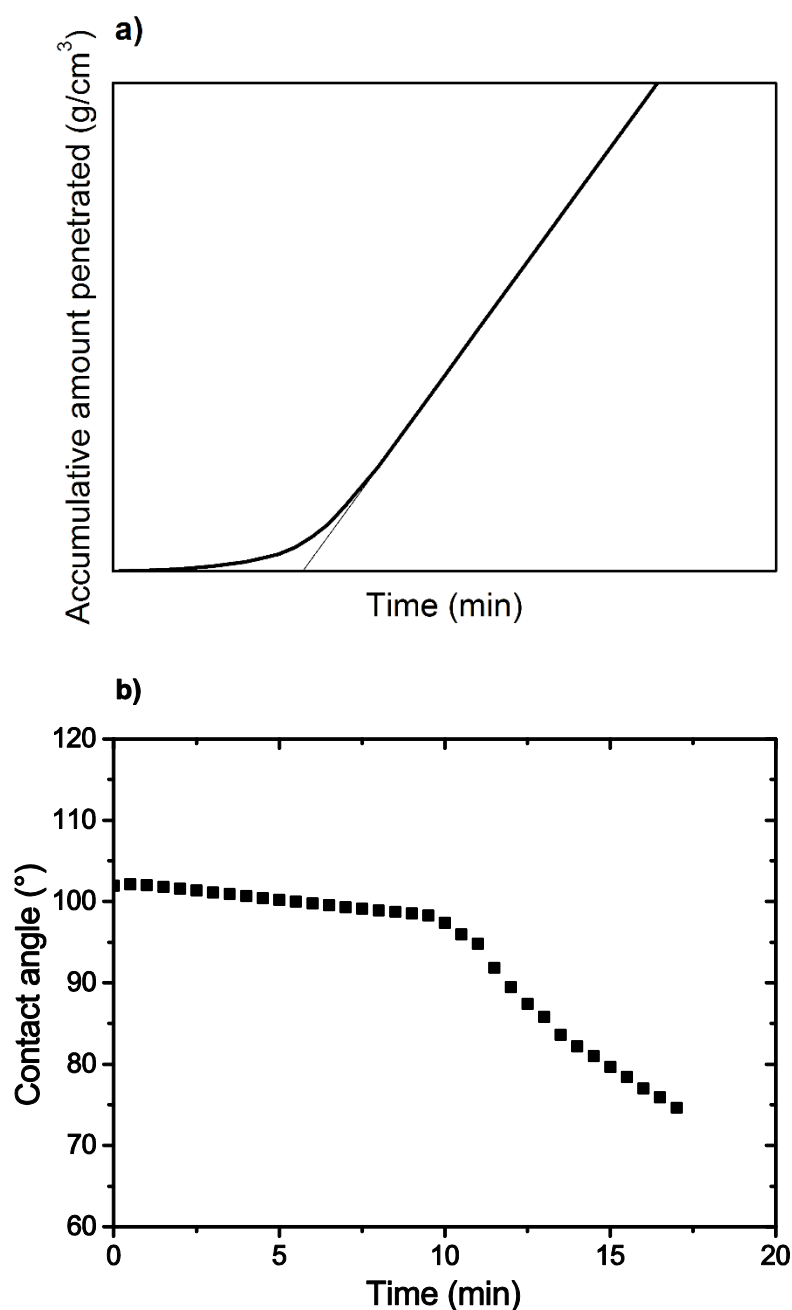 a)
Accumulative amount penetrated (g/cm³)
Time (min)
b)
120
110
100
90
80
70
60
Contact angle (°)
0 5 10 15 20
Time (min)